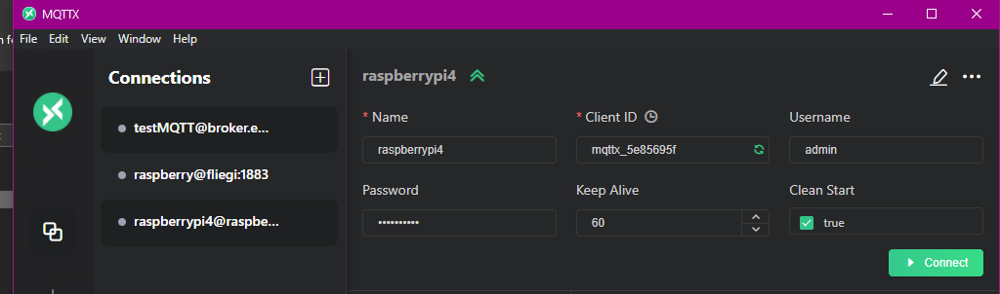 MQTTX
File Edit View Window Help
Connections
testMQTT@broker.e...
raspberry@fliegi:1883
raspberrypi4@raspbe...
raspberrypi4
* Name * Client ID Username
raspberrypi4 mqttx_5e85695f admin
Password Keep Alive Clean Start
•••••••••• 60 true
Connect